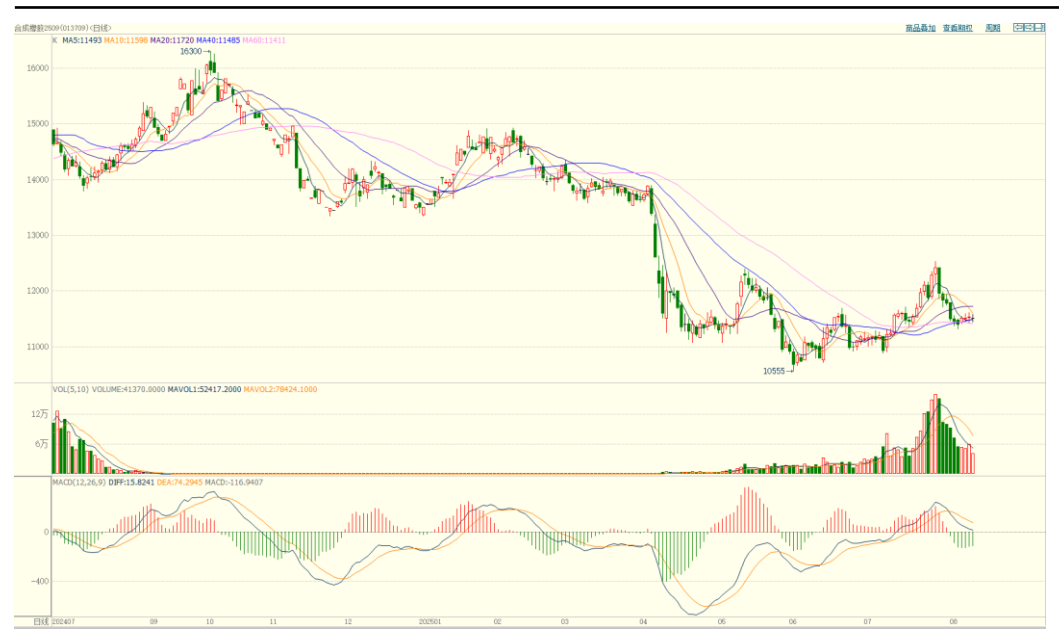 合成橡胶2509(013709)<日线>
商品叠加 查看期权 周期
K MA5:11493 MA10:11596 MA20:11720 MA40:11485 MA60:11411
16300→
16000
15000
14000
13000
12000
11000
10555→
VOL(5,10) VOLUME:41370.0000 MAVOL1:52417.2000 MAVOL2:78424.1000
12万
6万
MACD(12,26,9) DIFF:15.8241 DEA:74.2945 MACD:-116.9407
0
-400
日线 202407 09 10 11 12 202501 02 03 04 05 06 07 08